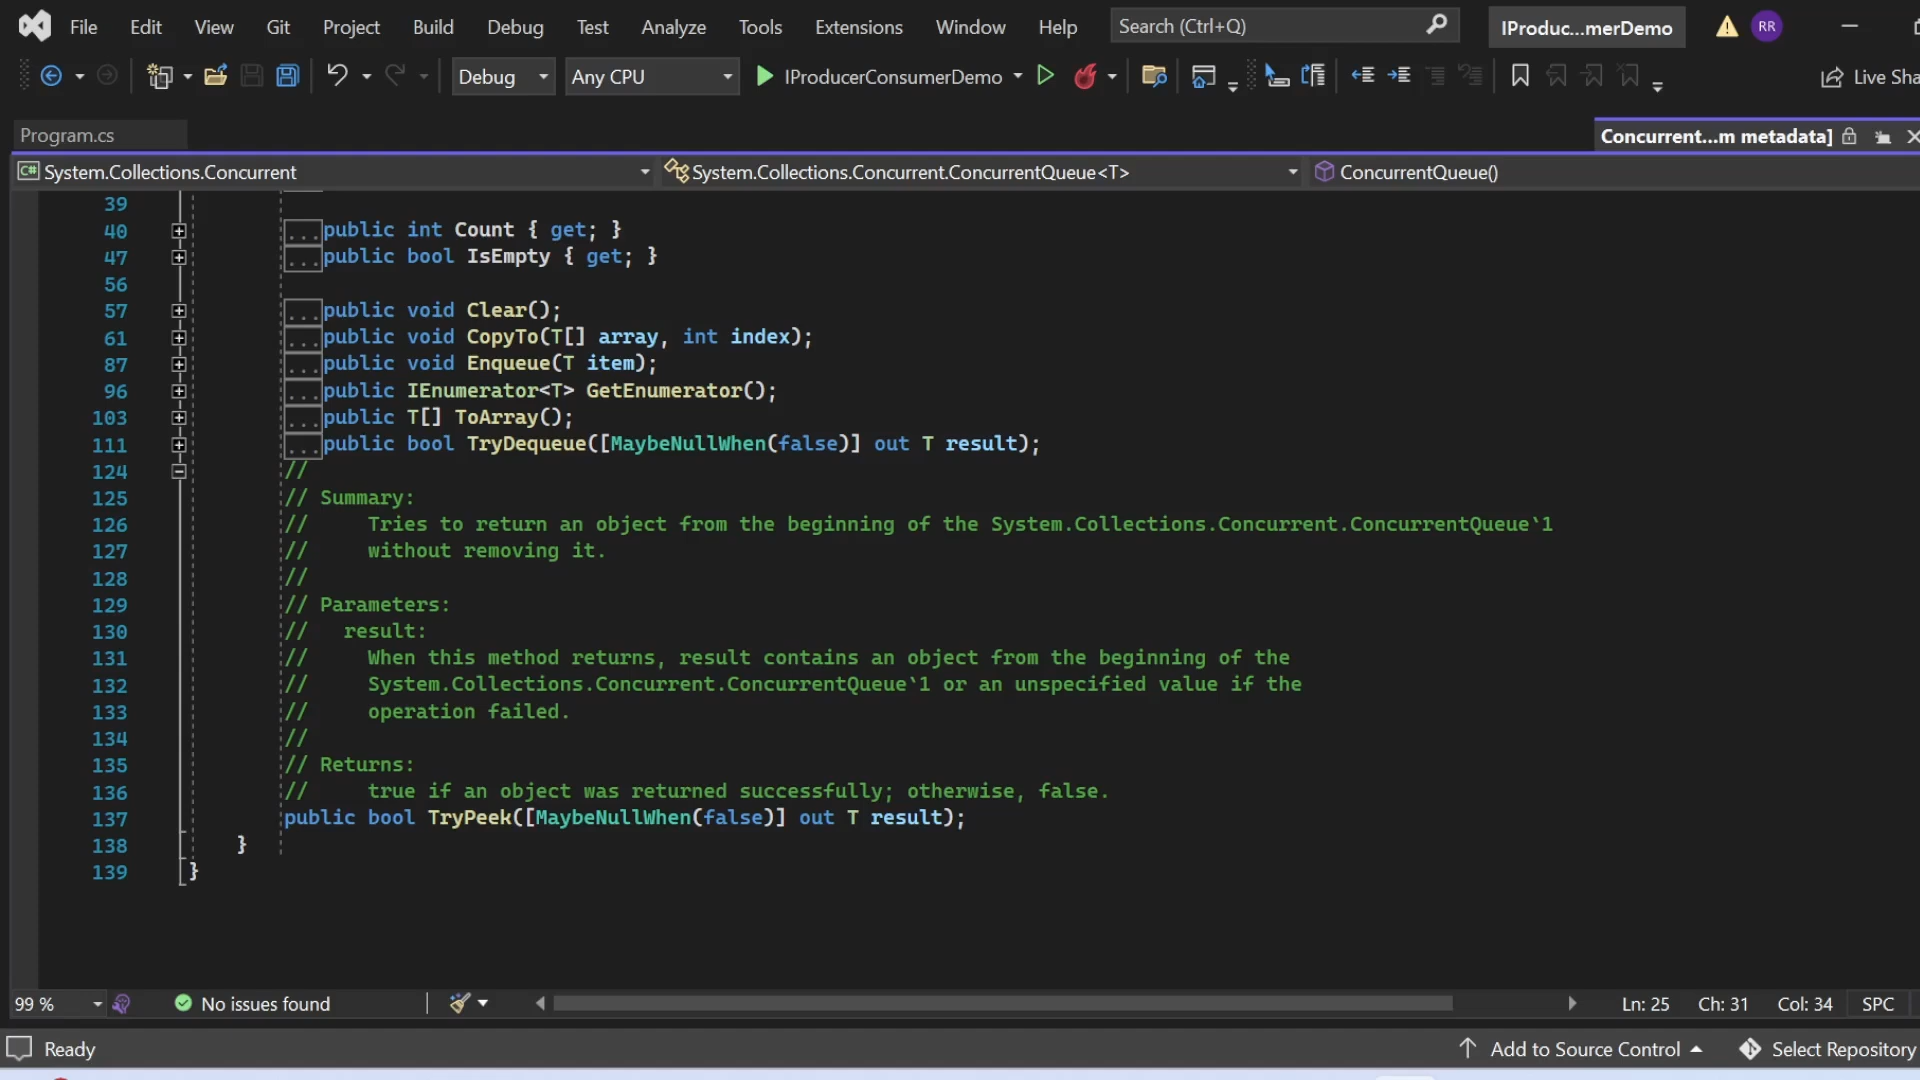 File Edit View Git Project Build Debug Test Analyze Tools Extensions Window Help Search (Ctrl+Q) IProduc...merDemo RR
Debug Any CPU IProducerConsumerDemo Live Sha
Program.cs Concurrent...m metadata]
C# System.Collections.Concurrent System.Collections.Concurrent.ConcurrentQueue<T> ConcurrentQueue()
39
40 ...public int Count { get; }
47 ...public bool IsEmpty { get; }
56
57 ...public void Clear();
61 ...public void CopyTo(T[] array, int index);
87 ...public void Enqueue(T item);
96 ...public IEnumerator<T> GetEnumerator();
103 ...public T[] ToArray();
111 ...public bool TryDequeue([MaybeNullWhen(false)] out T result);
124 //
125 // Summary:
126 //     Tries to return an object from the beginning of the System.Collections.Concurrent.ConcurrentQueue`1
127 //     without removing it.
128 //
129 // Parameters:
130 //   result:
131 //     When this method returns, result contains an object from the beginning of the
132 //     System.Collections.Concurrent.ConcurrentQueue`1 or an unspecified value if the
133 //     operation failed.
134 //
135 // Returns:
136 //     true if an object was returned successfully; otherwise, false.
137 public bool TryPeek([MaybeNullWhen(false)] out T result);
138 }
139 }
99 % No issues found Ln: 25 Ch: 31 Col: 34 SPC
Ready Add to Source Control Select Repository